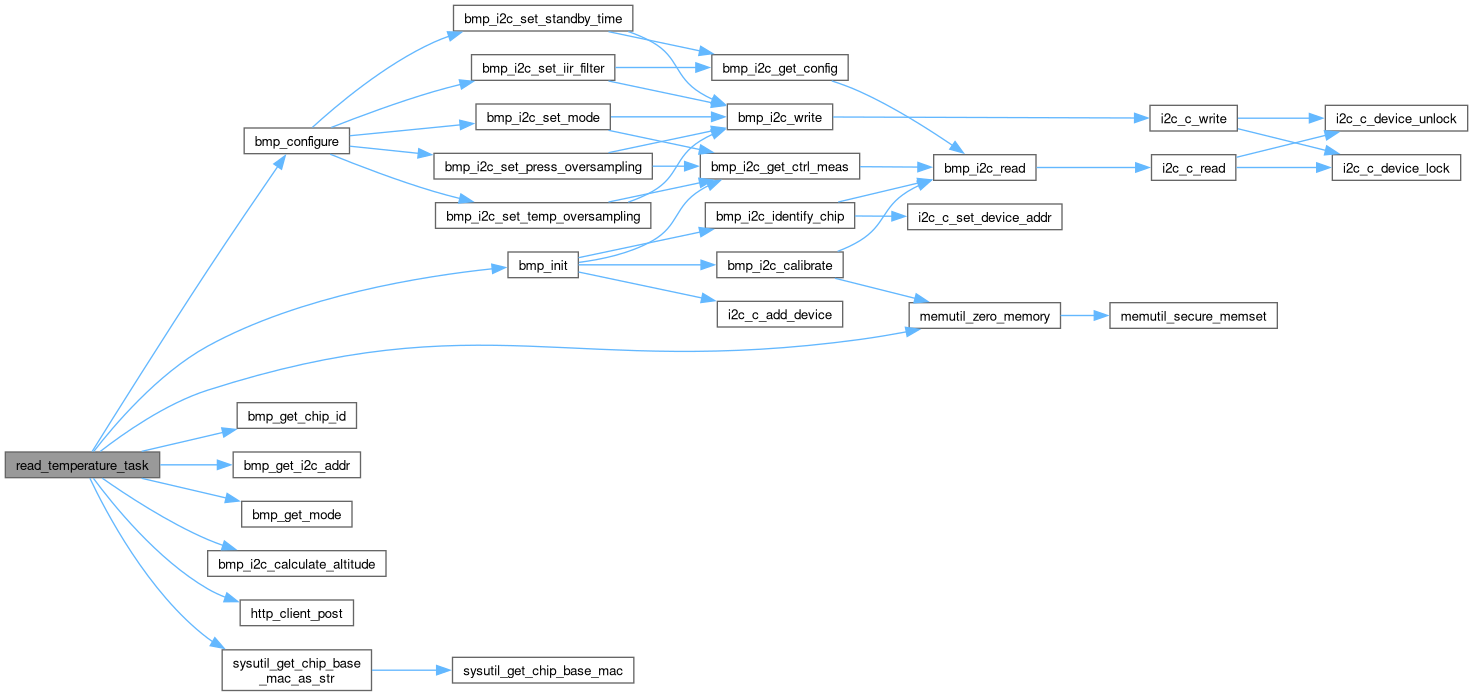 bmp_i2c_set_standby_time
bmp_i2c_set_iir_filter
bmp_i2c_get_config
bmp_i2c_set_mode
bmp_i2c_write
i2c_c_write
i2c_c_device_unlock
bmp_configure
bmp_i2c_set_press_oversampling
bmp_i2c_get_ctrl_meas
bmp_i2c_read
i2c_c_read
i2c_c_device_lock
bmp_i2c_set_temp_oversampling
bmp_i2c_identify_chip
i2c_c_set_device_addr
bmp_init
bmp_i2c_calibrate
i2c_c_add_device
memutil_zero_memory
memutil_secure_memset
bmp_get_chip_id
read_temperature_task
bmp_get_i2c_addr
bmp_get_mode
bmp_i2c_calculate_altitude
http_client_post
sysutil_get_chip_base
_mac_as_str
sysutil_get_chip_base_mac